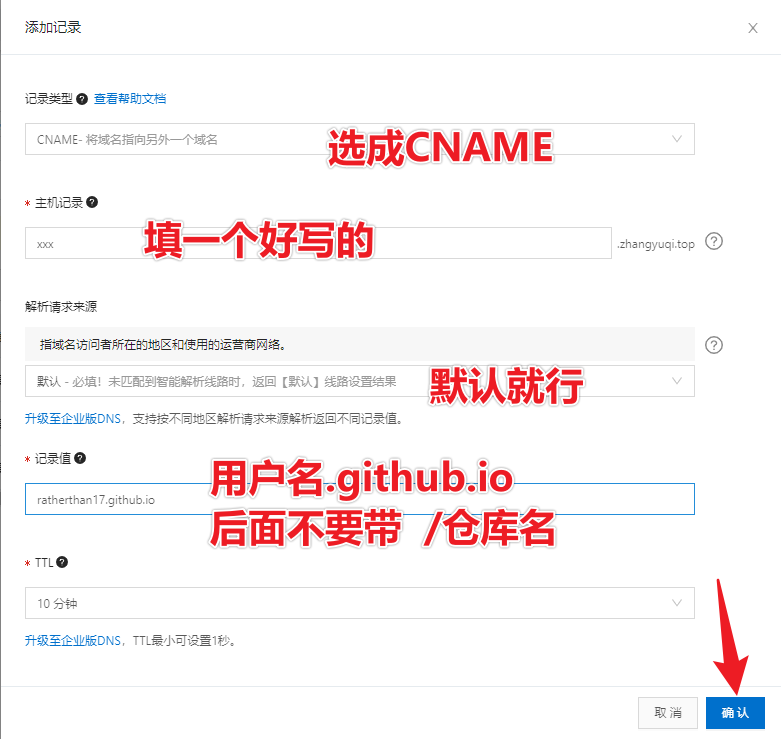 添加记录
记录类型 查看帮助文档
CNAME- 将域名指向另外一个域名
选成CNAME
* 主机记录
xxx
填一个好写的
.zhangyuqi.top
解析请求来源
指域名访问者所在的地区和使用的运营商网络。
默认 - 必填！未匹配到智能解析线路时，返回【默认】线路设置结果
默认就行
升级至企业版DNS，支持按不同地区解析请求来源解析返回不同记录值。
* 记录值
用户名.github.io
ratherthan17.github.io
后面不要带 /仓库名
* TTL
10 分钟
升级至企业版DNS，TTL最小可设置1秒。
取消 确认